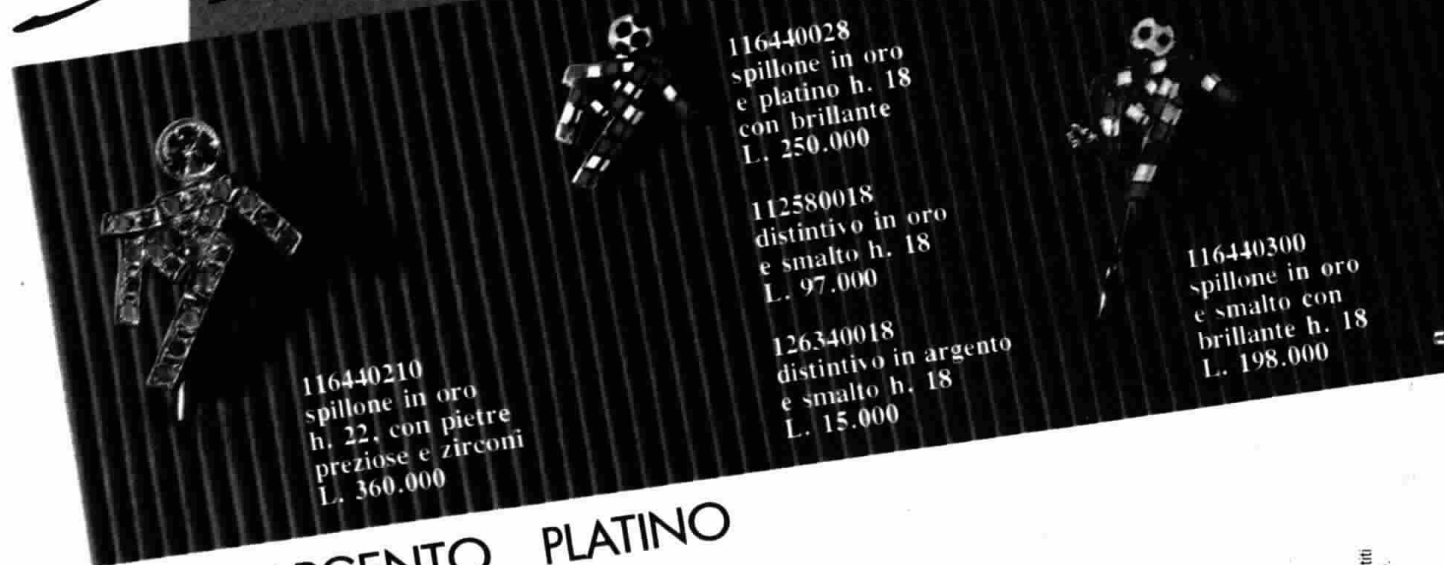 116440028
spillone in oro
e platino h. 18
con brillante
L. 250.000
112580018
distintivo in oro
e smalto h. 18
L. 97.000
126340018
distintivo in argento
e smalto h. 18
L. 15.000
116440300
spillone in oro
e smalto con
brillante h. 18
L. 198.000
116440210
spillone in oro
h. 22, con pietre
preziose e zirconi
L. 360.000
PLATINO